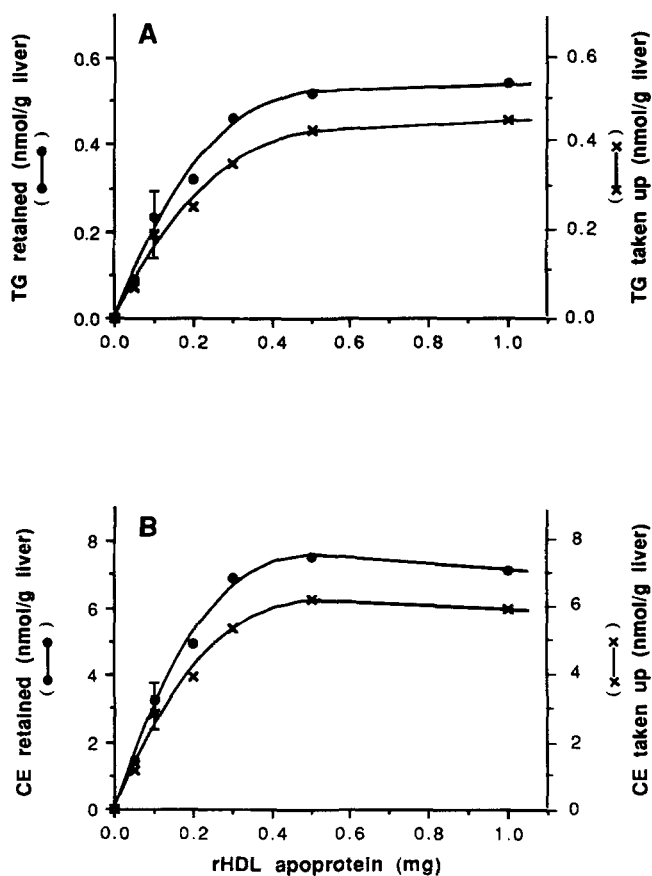 A
TG retained (nmol/g liver)
(●—●)
0.6
0.4
0.2
0.0
0.6
0.4
0.2
0.0
TG taken up (nmol/g liver)
(x—x)
0.0 0.2 0.4 0.6 0.8 1.0
B
CE retained (nmol/g liver)
(●—●)
8
6
4
2
0
8
6
4
2
0
CE taken up (nmol/g liver)
(x—x)
0.0 0.2 0.4 0.6 0.8 1.0
rHDL apoprotein (mg)